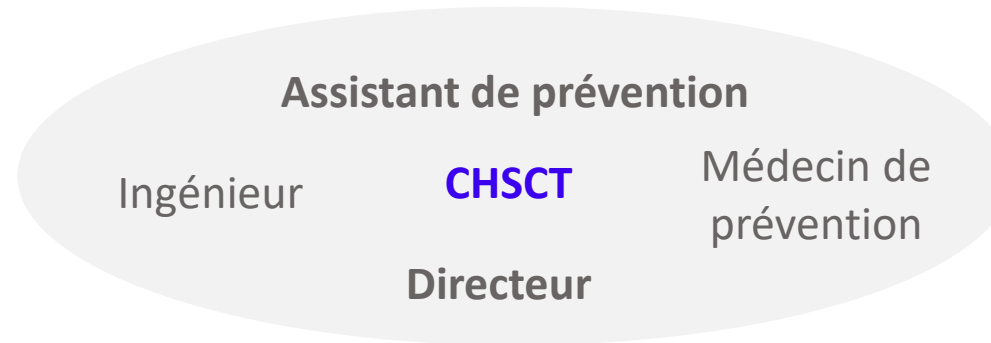 Assistant de prévention
Ingénieur
CHSCT
Médecin de
prévention
Directeur